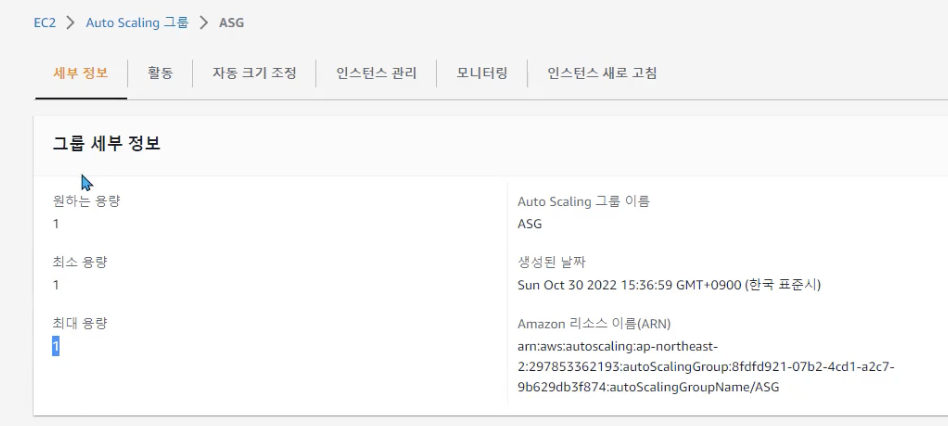 EC2 > Auto Scaling 그룹 > ASG
세부 정보 활동 자동 크기 조정 인스턴스 관리 모니터링 인스턴스 새로 고침
그룹 세부 정보
원하는 용량
1
최소 용량
1
최대 용량
1
Auto Scaling 그룹 이름
ASG
생성된 날짜
Sun Oct 30 2022 15:36:59 GMT+0900 (한국 표준시)
Amazon 리소스 이름(ARN)
arn:aws:autoscaling:ap-northeast-
2:297853362193:autoScalingGroup:8fdfd921-07b2-4cd1-a2c7-
9b629db3f874:autoScalingGroupName/ASG